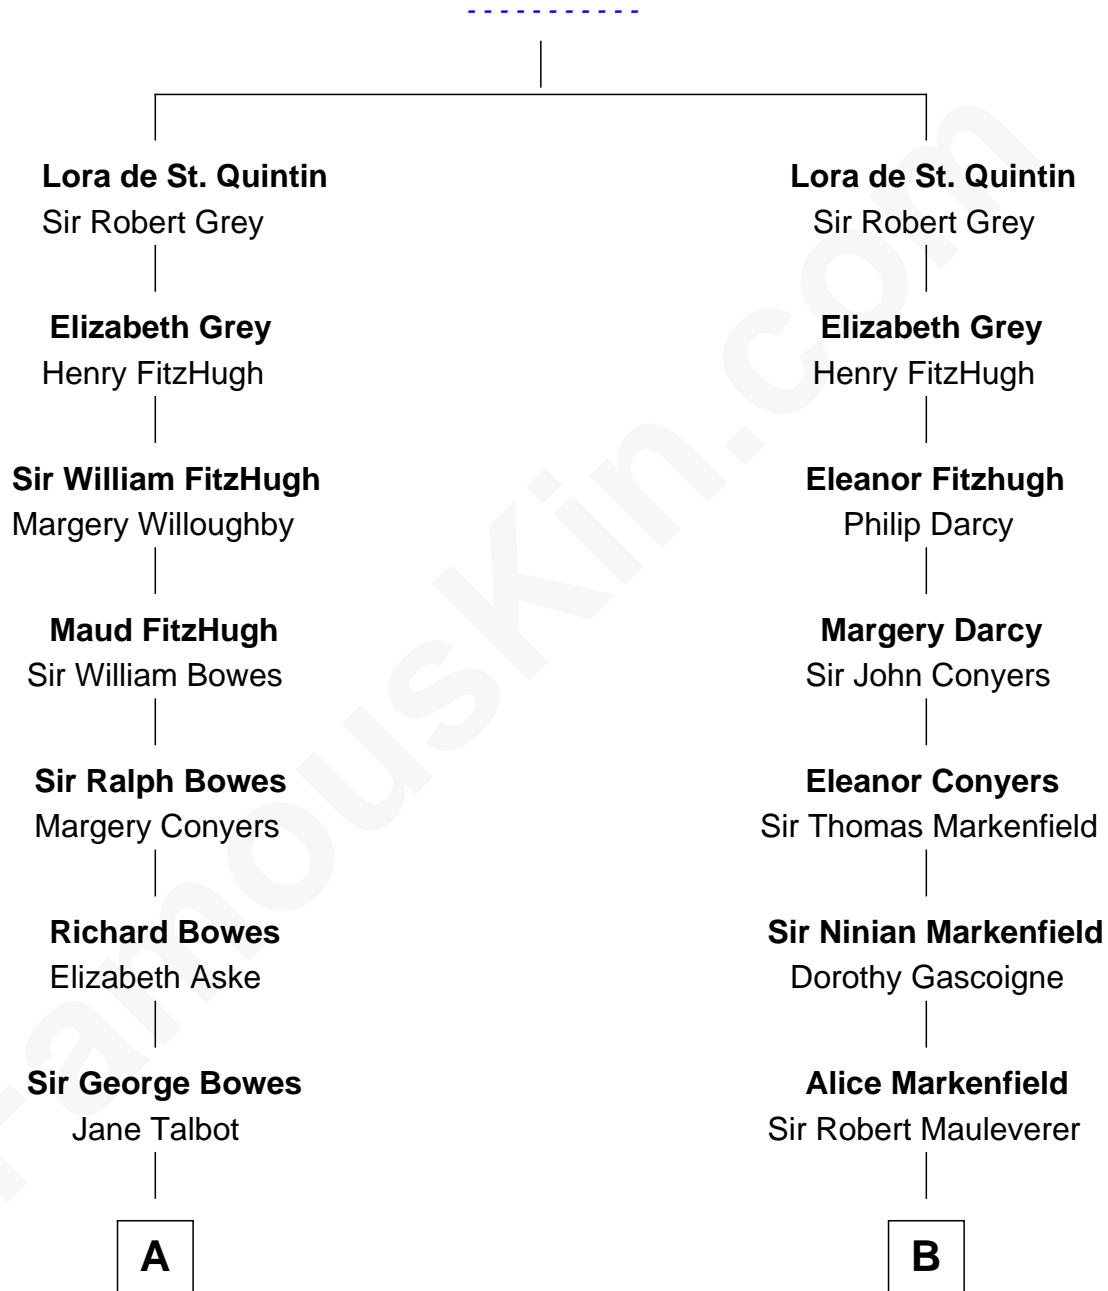 - - - - - - - - - - -
Lora de St. Quintin
Sir Robert Grey
Elizabeth Grey
Henry FitzHugh
Sir William FitzHugh
Margery Willoughby
Maud FitzHugh
Sir William Bowes
Sir Ralph Bowes
Margery Conyers
Richard Bowes
Elizabeth Aske
Sir George Bowes
Jane Talbot
A
Lora de St. Quintin
Sir Robert Grey
Elizabeth Grey
Henry FitzHugh
Eleanor Fitzhugh
Philip Darcy
Margery Darcy
Sir John Conyers
Eleanor Conyers
Sir Thomas Markenfield
Sir Ninian Markenfield
Dorothy Gascoigne
Alice Markenfield
Sir Robert Mauleverer
B
FamousKin.com